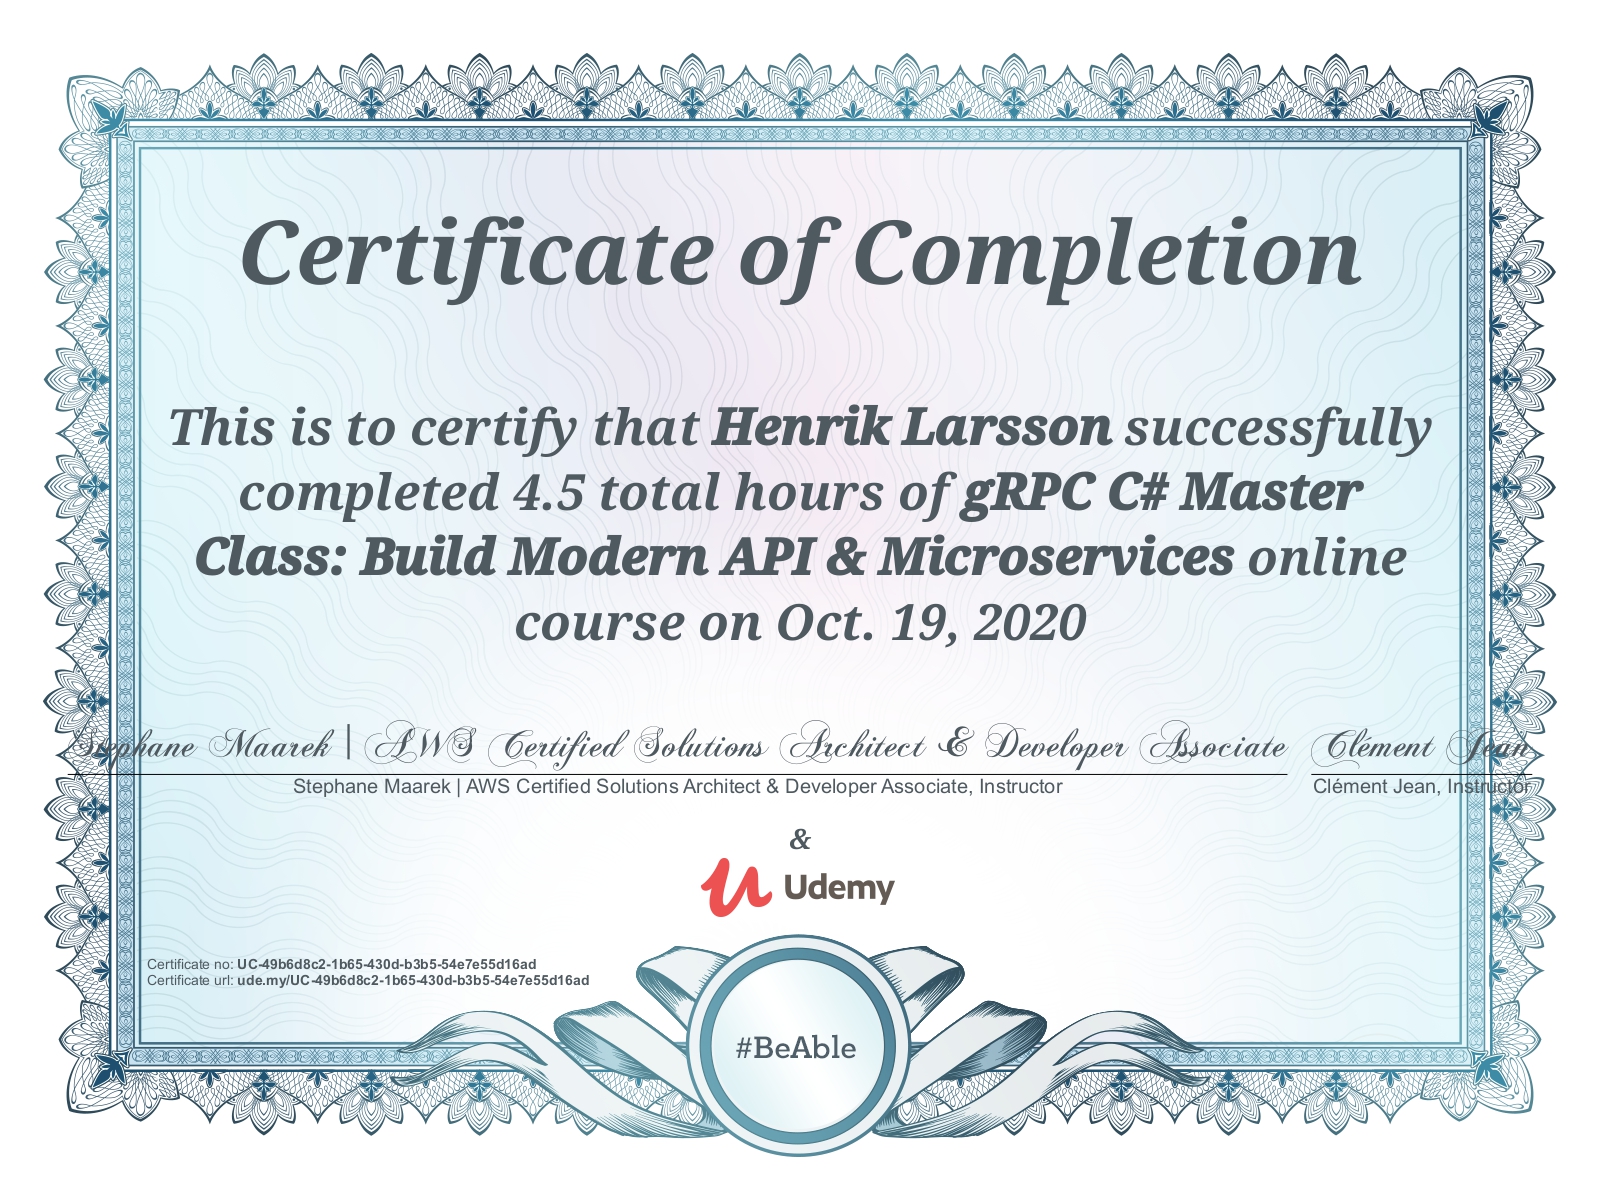 Certificate of Completion
This is to certify that Henrik Larsson successfully
completed 4.5 total hours of gRPC C# Master
Class: Build Modern API & Microservices online
course on Oct. 19, 2020
Stephane Maarek | AWS Certified Solutions Architect & Developer Associate Clément Jean
Stephane Maarek | AWS Certified Solutions Architect & Developer Associate, Instructor Clément Jean, Instructor
&
Udemy
Certificate no: UC-49b6d8c2-1b65-430d-b3b5-54e7e55d16ad
Certificate url: ude.my/UC-49b6d8c2-1b65-430d-b3b5-54e7e55d16ad
#BeAble